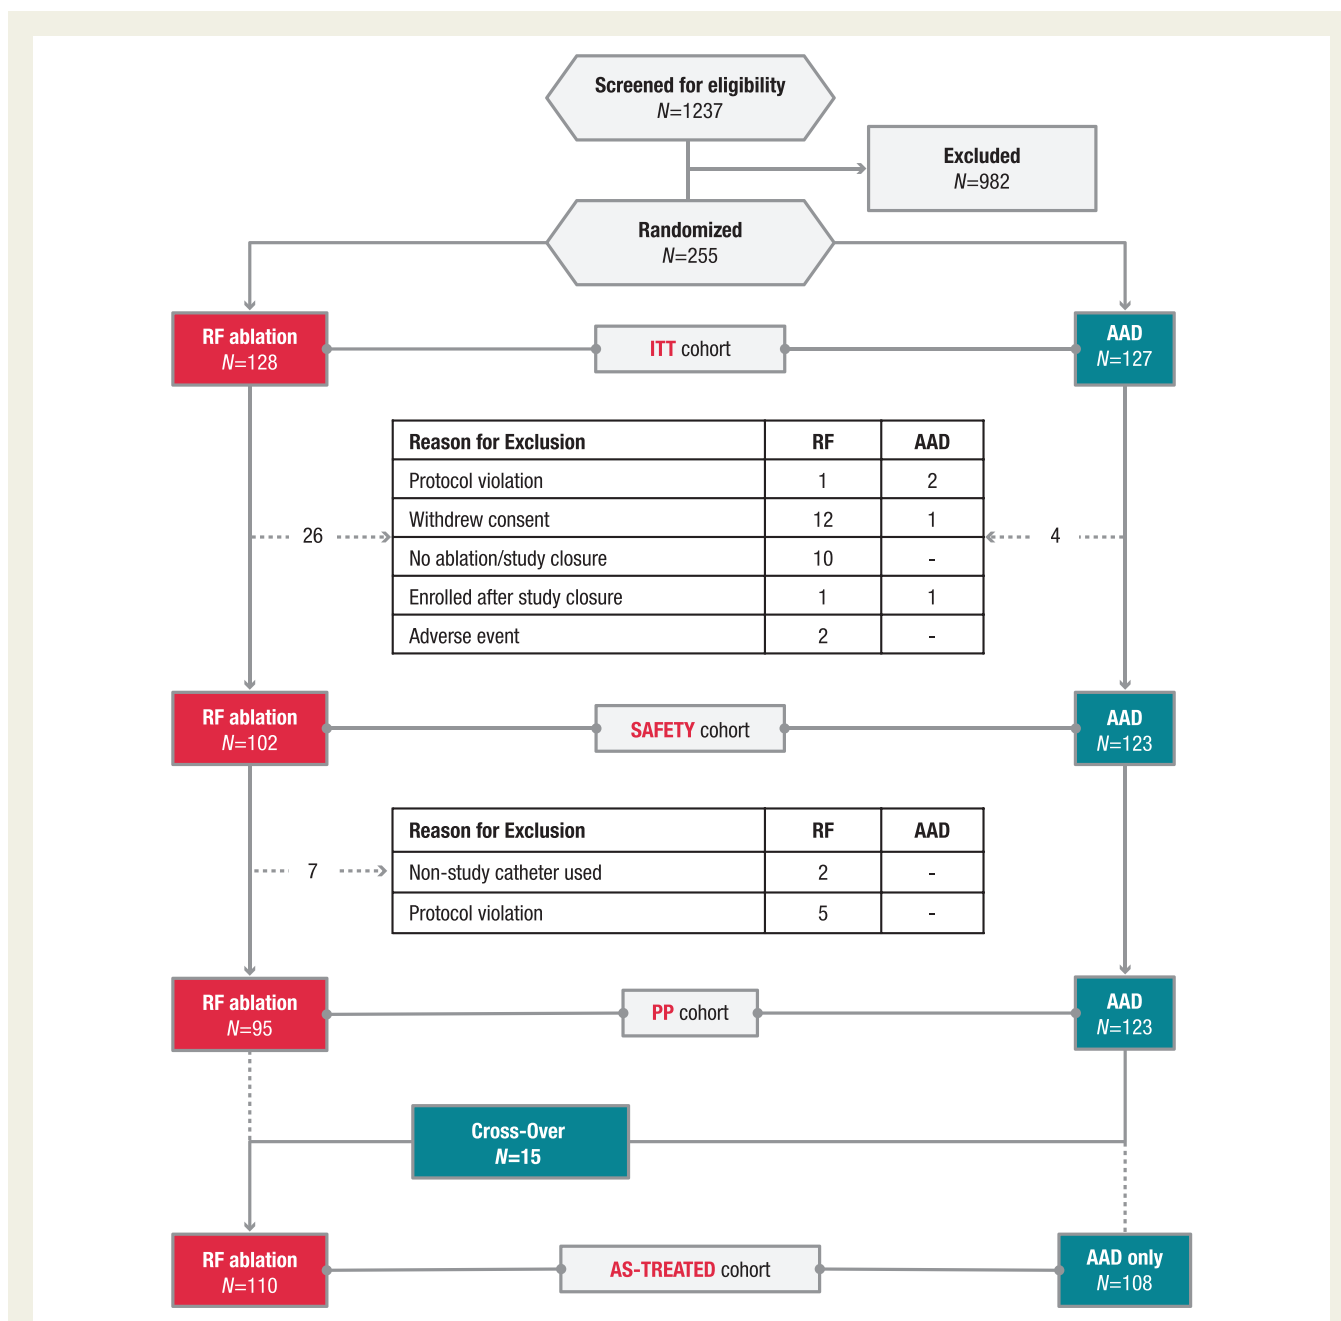 Screened for eligibility
N=1237
Excluded
N=982
Randomized
N=255
RF ablation
N=128
ITT cohort
AAD
N=127
Reason for Exclusion RF AAD
Protocol violation 1 2
Withdrew consent 12 1
26
4
No ablation/study closure 10 -
Enrolled after study closure 1 1
Adverse event 2 -
RF ablation
N=102
SAFETY cohort
AAD
N=123
Reason for Exclusion RF AAD
7
Non-study catheter used 2 -
Protocol violation 5 -
RF ablation
N=95
PP cohort
AAD
N=123
Cross-Over
N=15
RF ablation
N=110
AS-TREATED cohort
AAD only
N=108